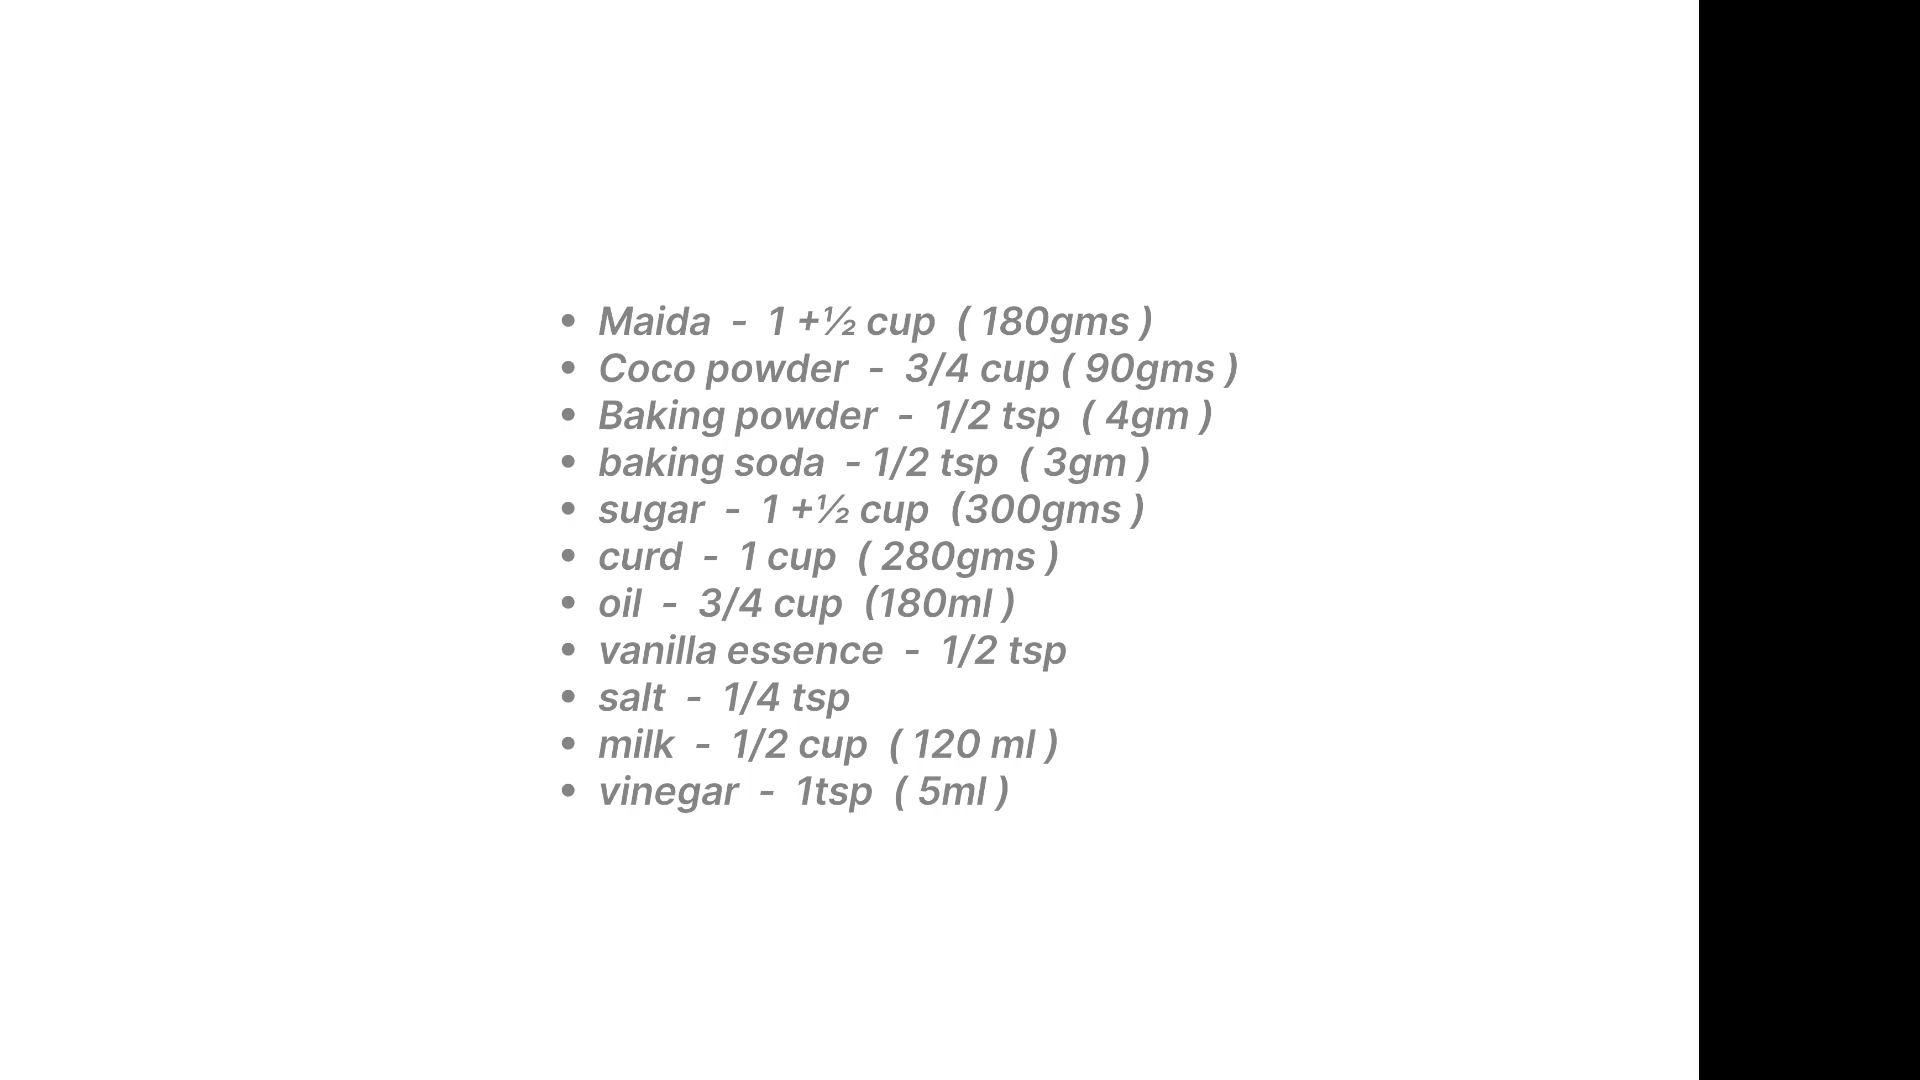 • Maida - 1 +½ cup ( 180gms )
• Coco powder - 3/4 cup ( 90gms )
• Baking powder - 1/2 tsp ( 4gm )
• baking soda - 1/2 tsp ( 3gm )
• sugar - 1 +½ cup (300gms )
• curd - 1 cup ( 280gms )
• oil - 3/4 cup (180ml )
• vanilla essence - 1/2 tsp
• salt - 1/4 tsp
• milk - 1/2 cup ( 120 ml )
• vinegar - 1tsp ( 5ml )